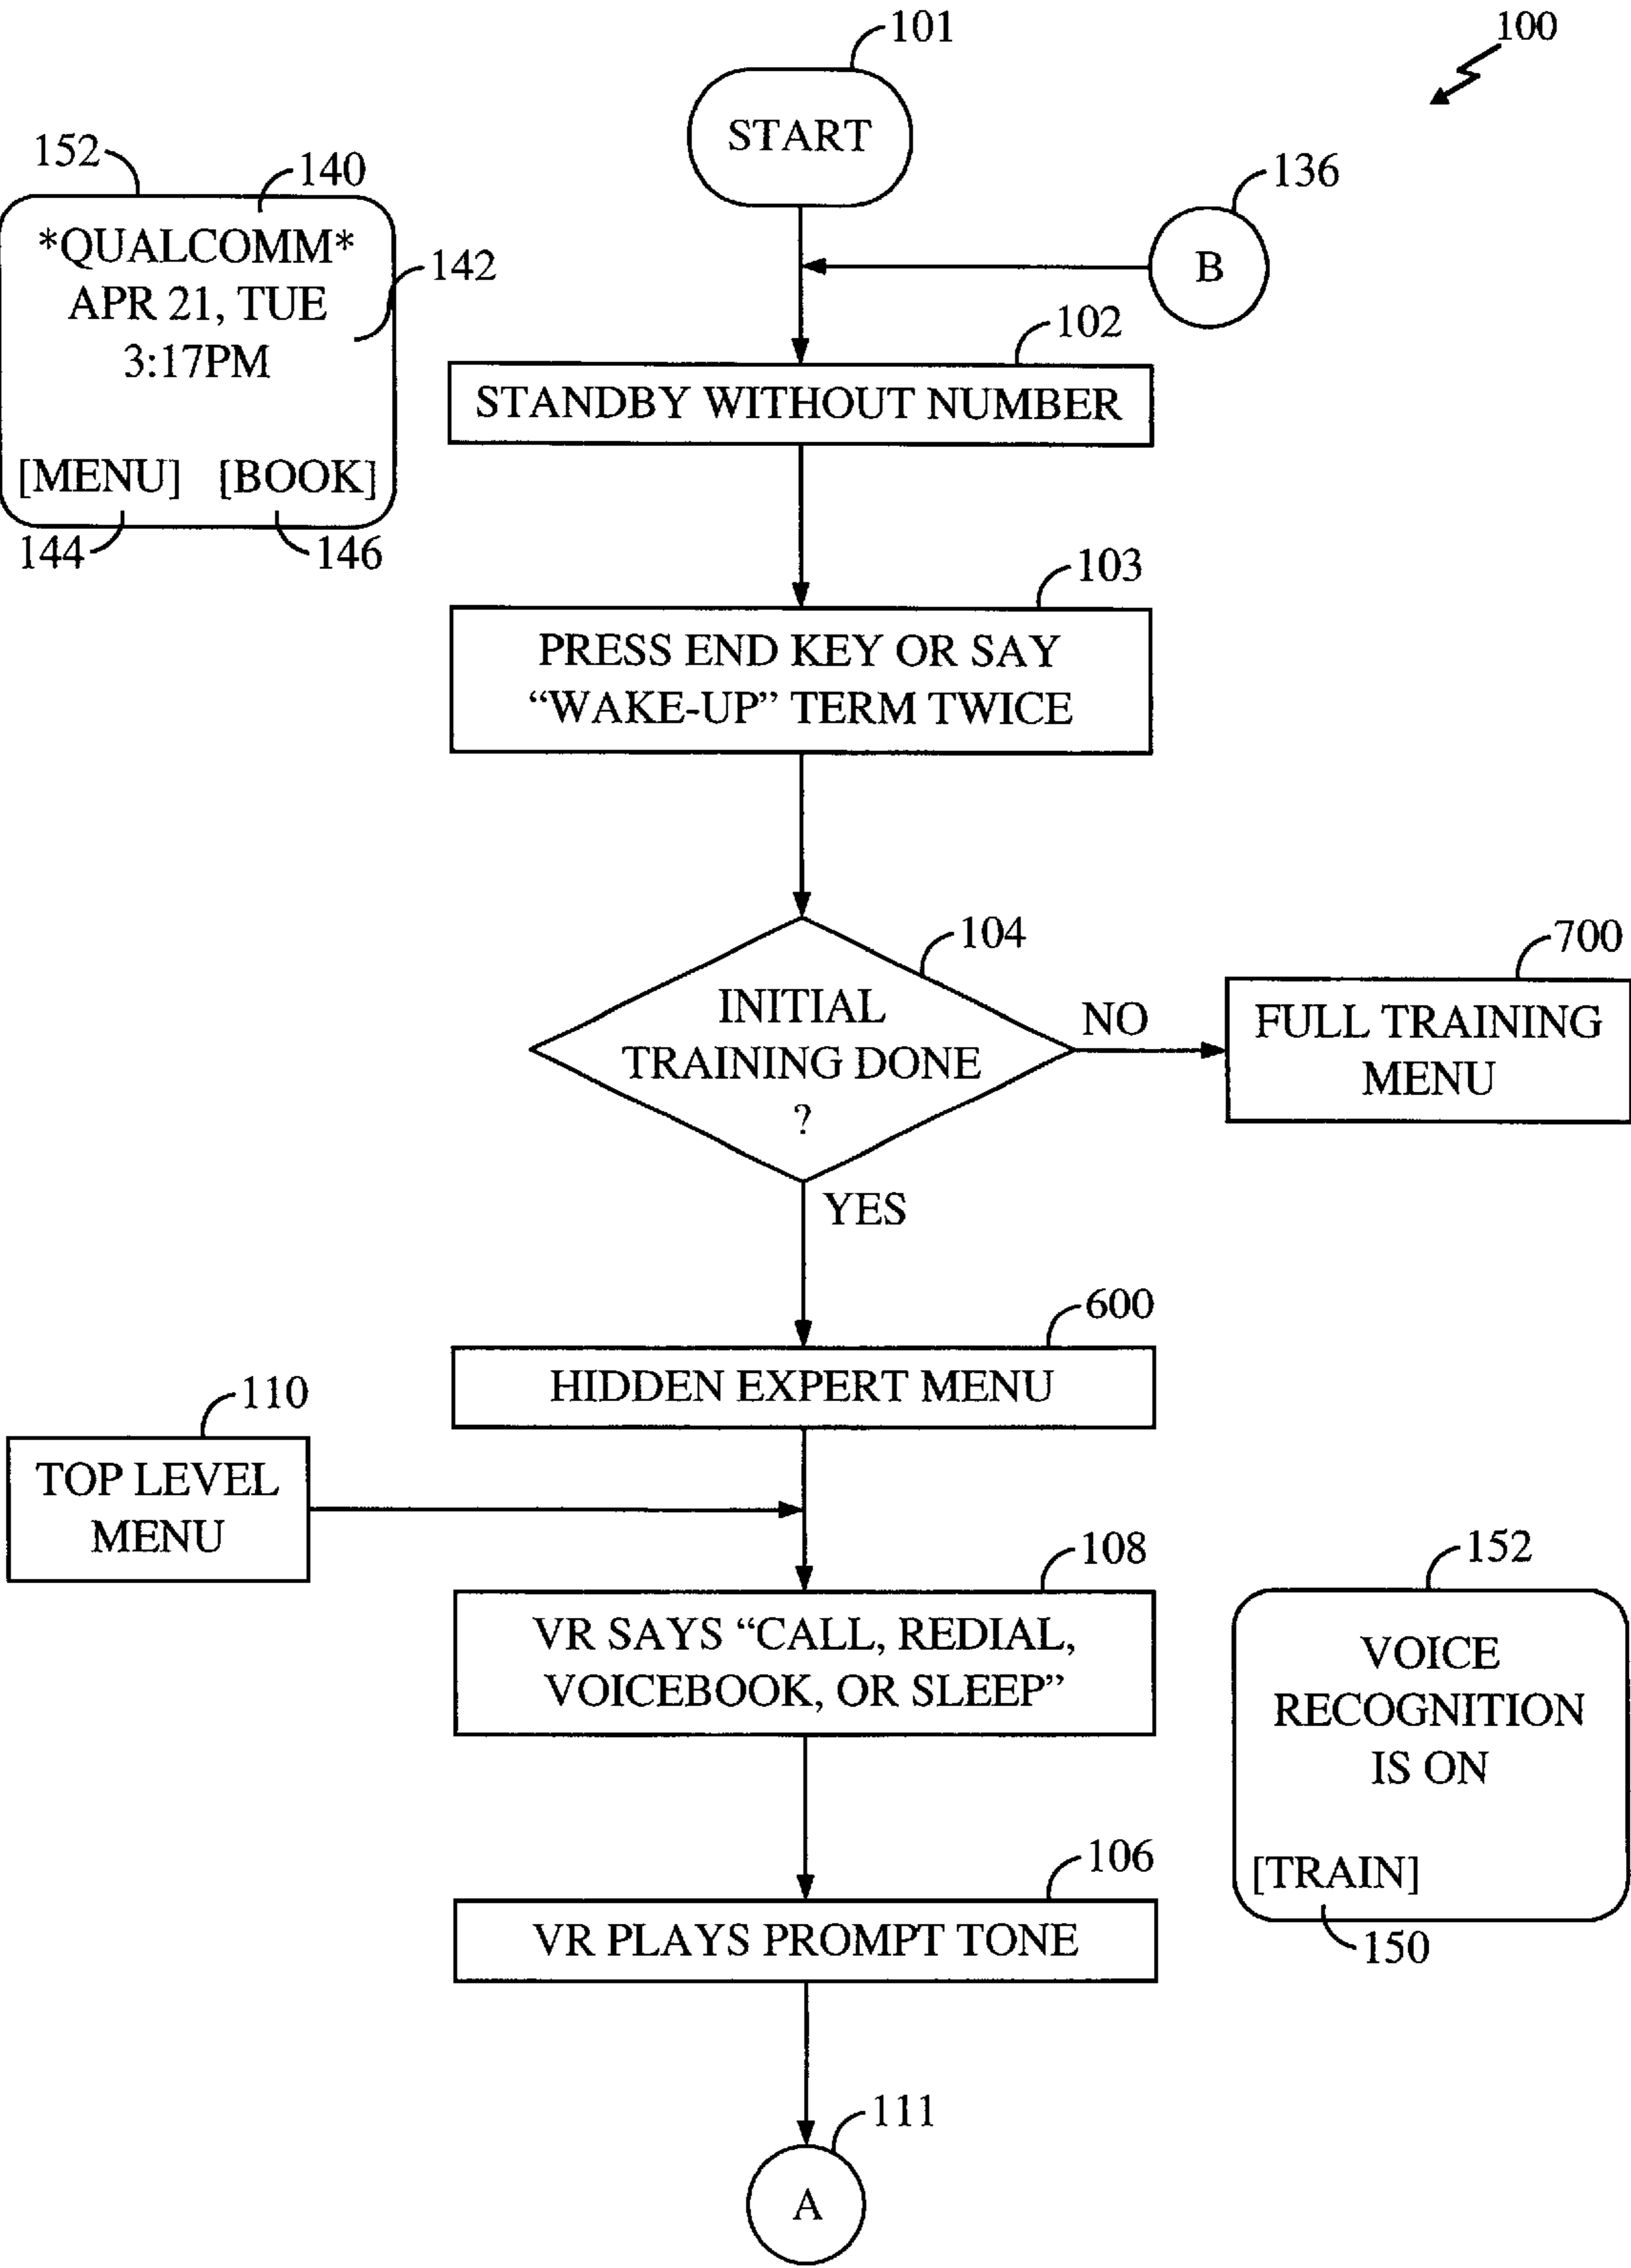 101
100
START
152
140
136
*QUALCOMM*
142
B
APR 21, TUE
3:17PM
102
STANDBY WITHOUT NUMBER
[MENU] [BOOK]
144
146
103
PRESS END KEY OR SAY
“WAKE-UP” TERM TWICE
104
700
INITIAL
TRAINING DONE
?
NO
FULL TRAINING
MENU
YES
600
HIDDEN EXPERT MENU
110
TOP LEVEL
MENU
108
VR SAYS “CALL, REDIAL,
VOICEBOOK, OR SLEEP”
152
VOICE
RECOGNITION
IS ON
[TRAIN]
150
106
VR PLAYS PROMPT TONE
111
A